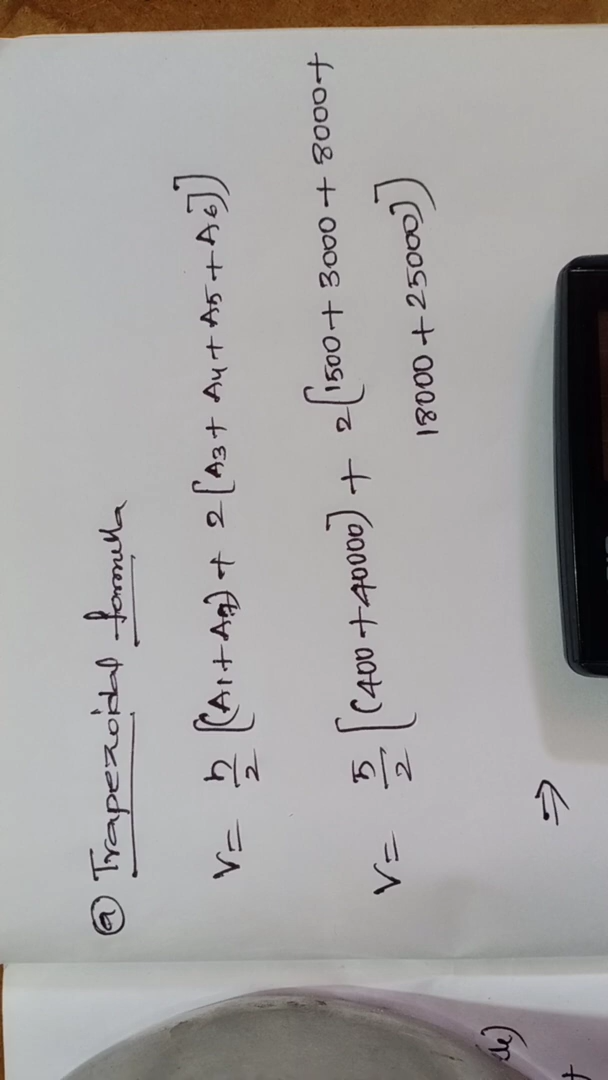 (a) Trapezoidal formula
V = h/2 [(A1 + A7) + 2[A3 + A4 + A5 + A6]]
V = 5/2 [(400 + 40000) + 2[1500 + 3000 + 8000 +
18000 + 25000]]
⇒